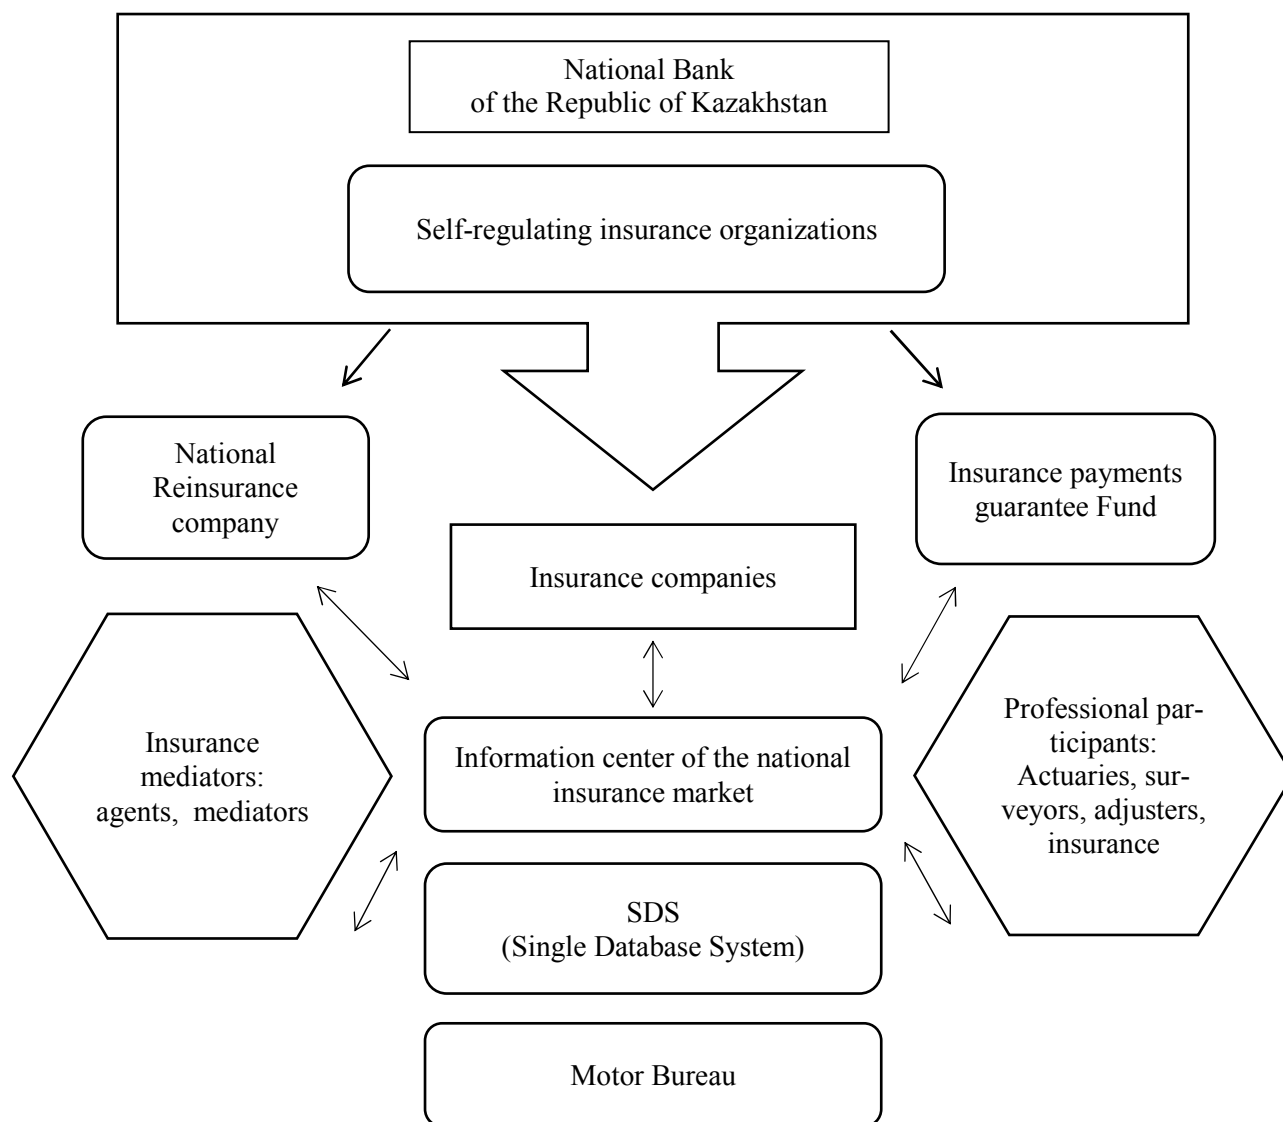 National Bank
of the Republic of Kazakhstan
Self-regulating insurance organizations
National
Reinsurance
company
Insurance payments
guarantee Fund
Insurance companies
Insurance
mediators:
agents,  mediators
Information center of the national
insurance market
Professional par-
ticipants:
Actuaries, sur-
veyors, adjusters,
insurance
SDS
(Single Database System)
Motor Bureau